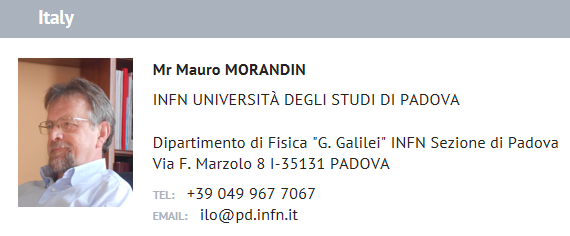 Italy
Mr Mauro MORANDIN
INFN UNIVERSITÀ DEGLI STUDI DI PADOVA
Dipartimento di Fisica "G. Galilei" INFN Sezione di Padova
Via F. Marzolo 8 I-35131 PADOVA
TEL: +39 049 967 7067
EMAIL: ilo@pd.infn.it